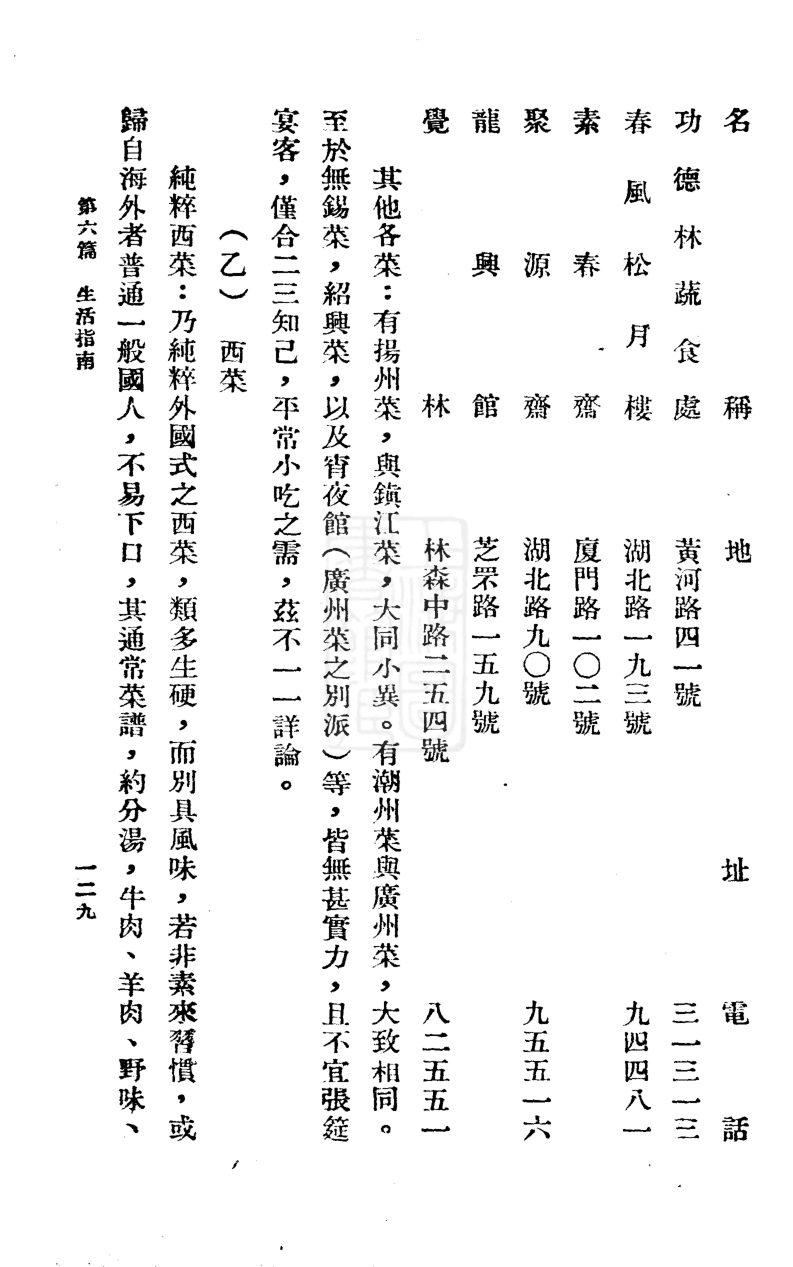 名稱 地址 電話
功德林蔬食處 黃河路四一號 三一三一三
春風松月樓 湖北路一九三號 九四四八一
素春齋 廈門路一〇二號
聚源齋 湖北路九〇號 九五五一六
龍興館 芝罘路一五九號
覺林 林森中路二五四號 八二五五一
其他各菜：有揚州菜，與鎮江菜，大同小異。有潮州菜與廣州菜，大致相同。
至於無錫菜，紹興菜，以及宵夜館（廣州菜之別派）等，皆無甚實力，且不宜張筵
宴客，僅合二三知己，平常小吃之需，茲不一一詳論。
（乙） 西菜
純粹西菜：乃純粹外國式之西菜，類多生硬，而別具風味，若非素來習慣，或
歸自海外者普通一般國人，不易下口，其通常菜譜，約分湯，牛肉、羊肉、野味、
第六篇 生活指南 一二九